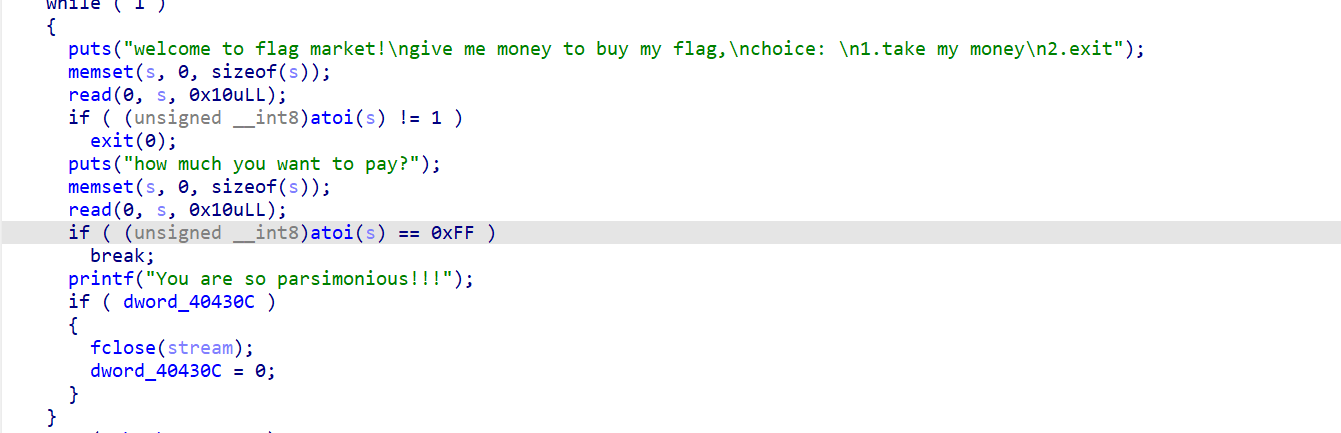 while ( 1 )
{
puts("welcome to flag market!\ngive me money to buy my flag,\nchoice: \n1.take my money\n2.exit");
memset(s, 0, sizeof(s));
read(0, s, 0x10uLL);
if ( (unsigned __int8)atoi(s) != 1 )
exit(0);
puts("how much you want to pay?");
memset(s, 0, sizeof(s));
read(0, s, 0x10uLL);
if ( (unsigned __int8)atoi(s) == 0xFF )
break;
printf("You are so parsimonious!!!");
if ( dword_40430C )
{
fclose(stream);
dword_40430C = 0;
}
}